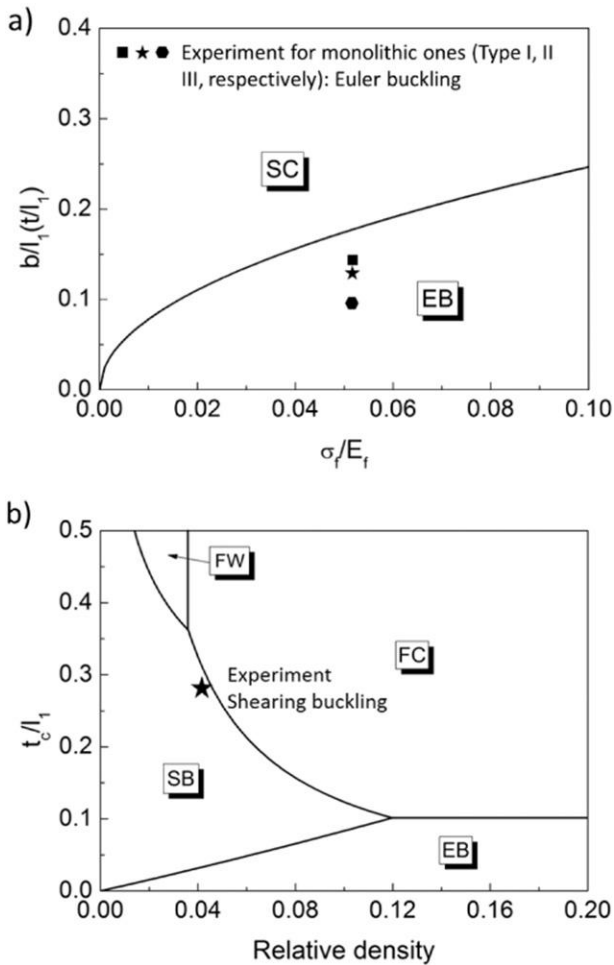 a)
0.4
■ ★ ⬢ Experiment for monolithic ones (Type I, II
III, respectively): Euler buckling
0.3
SC
b/l₁(t/l₁)
0.2
0.1
EB
0.0
0.00 0.02 0.04 0.06 0.08 0.10
σf/Ef
b)
0.5
FW
0.4
FC
0.3
Experiment
Shearing buckling
tc/l₁
0.2
SB
0.1
EB
0.0
0.00 0.04 0.08 0.12 0.16 0.20
Relative density